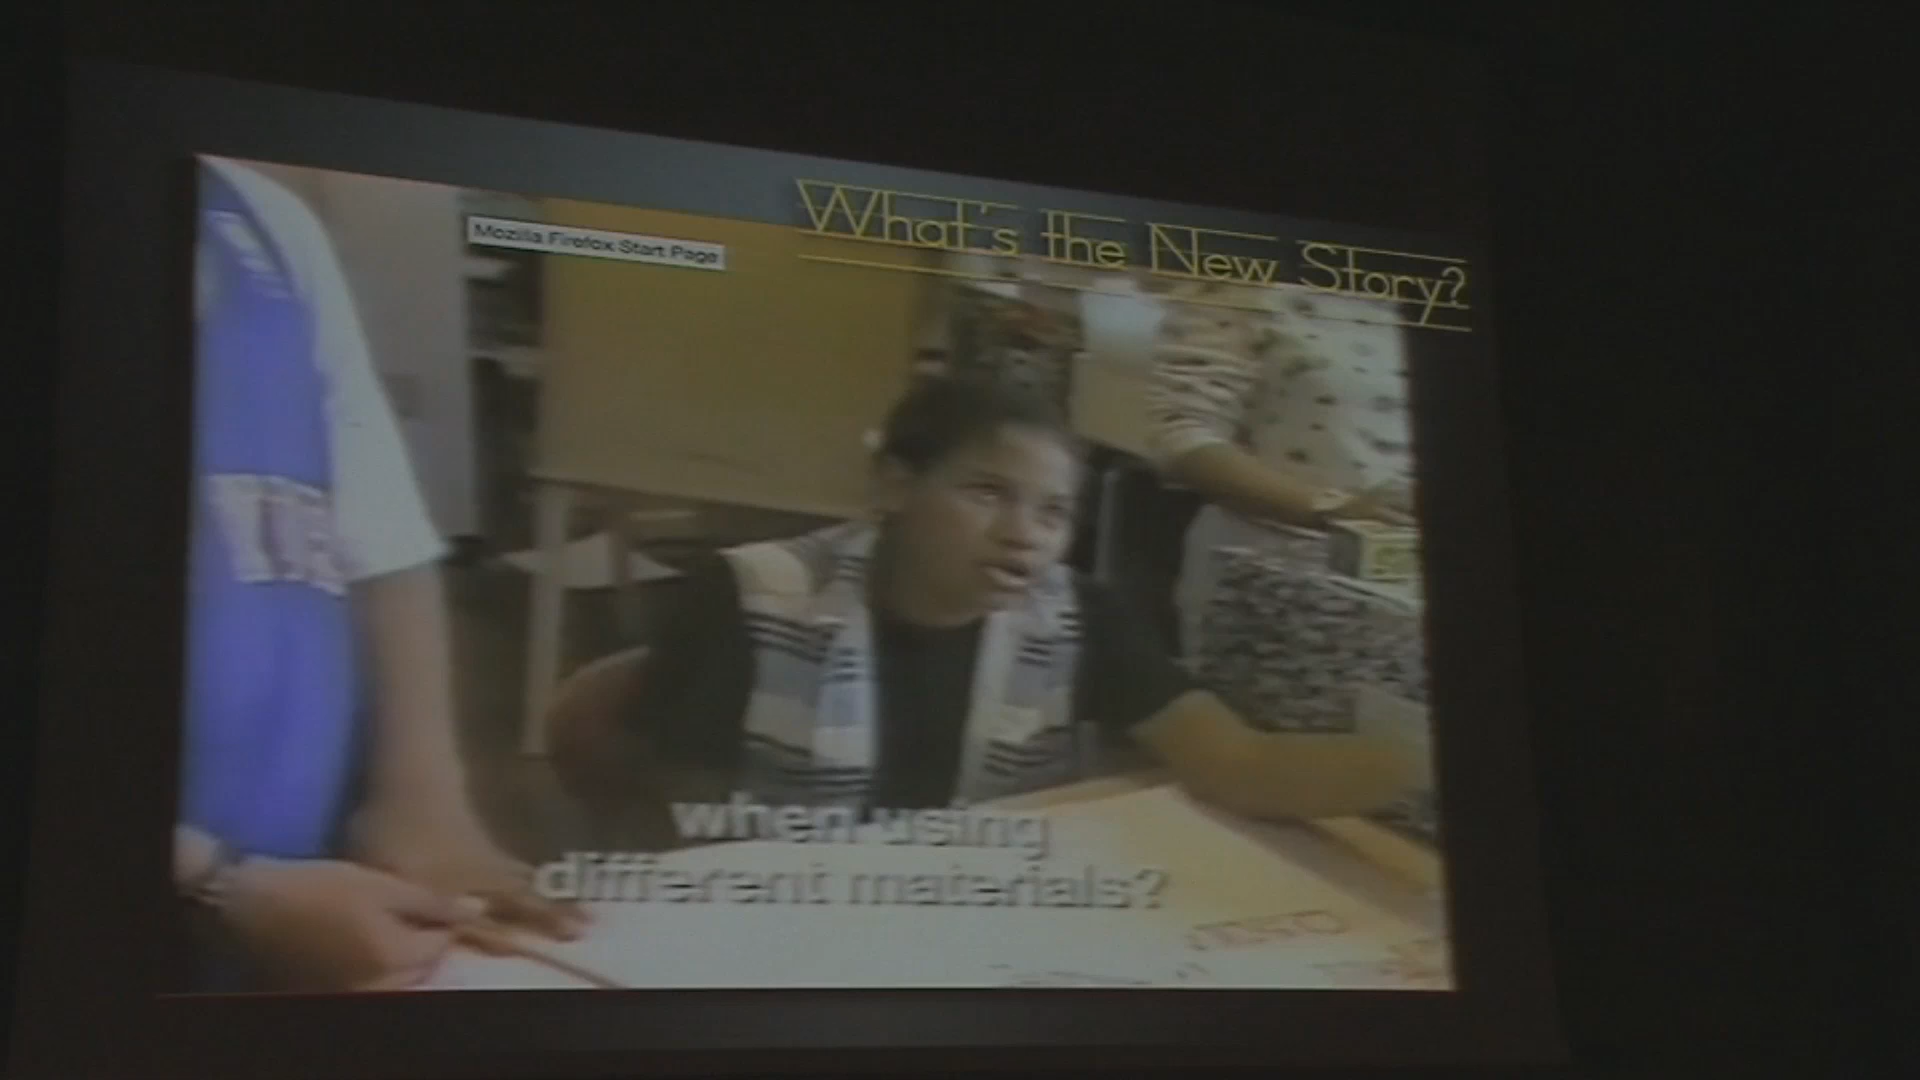 What's the New Story?
Mozilla Firefox Start Page
when using
different materials?